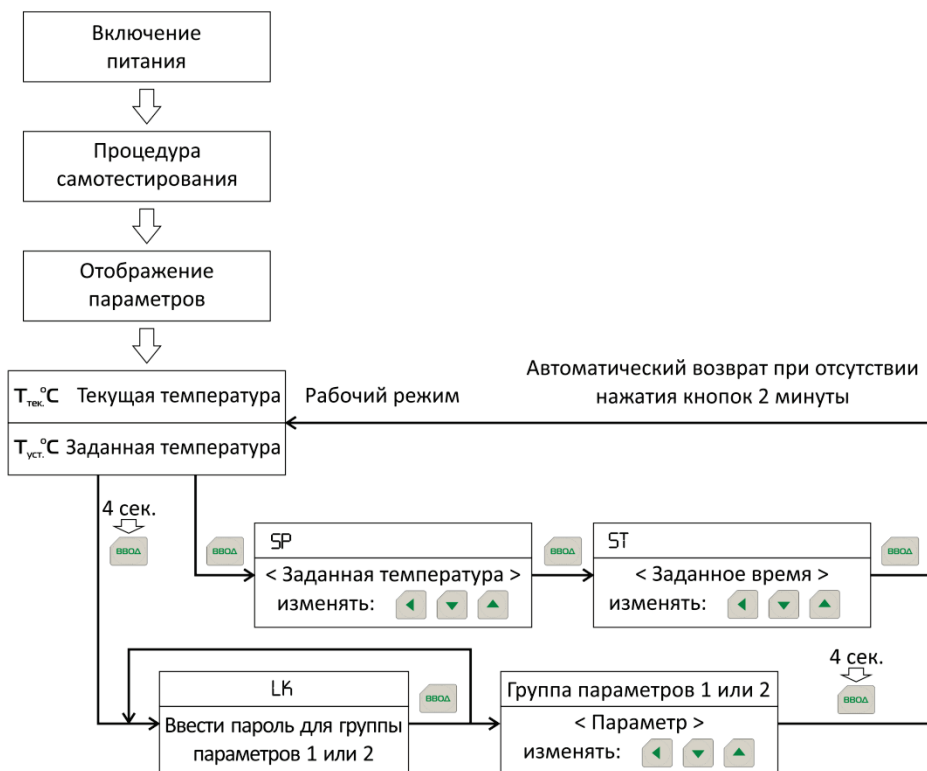 Включение
питания
Процедура
самотестирования
Отображение
параметров
Tтек.°C Текущая температура
Рабочий режим
Автоматический возврат при отсутствии
нажатия кнопок 2 минуты
Tуст.°C Заданная температура
4 сек.
ВВОД
ВВОД
SP
< Заданная температура >
изменять:
ВВОД
ST
< Заданное время >
изменять:
ВВОД
LK
Ввести пароль для группы
параметров 1 или 2
ВВОД
Группа параметров 1 или 2
< Параметр >
изменять:
4 сек.
ВВОД